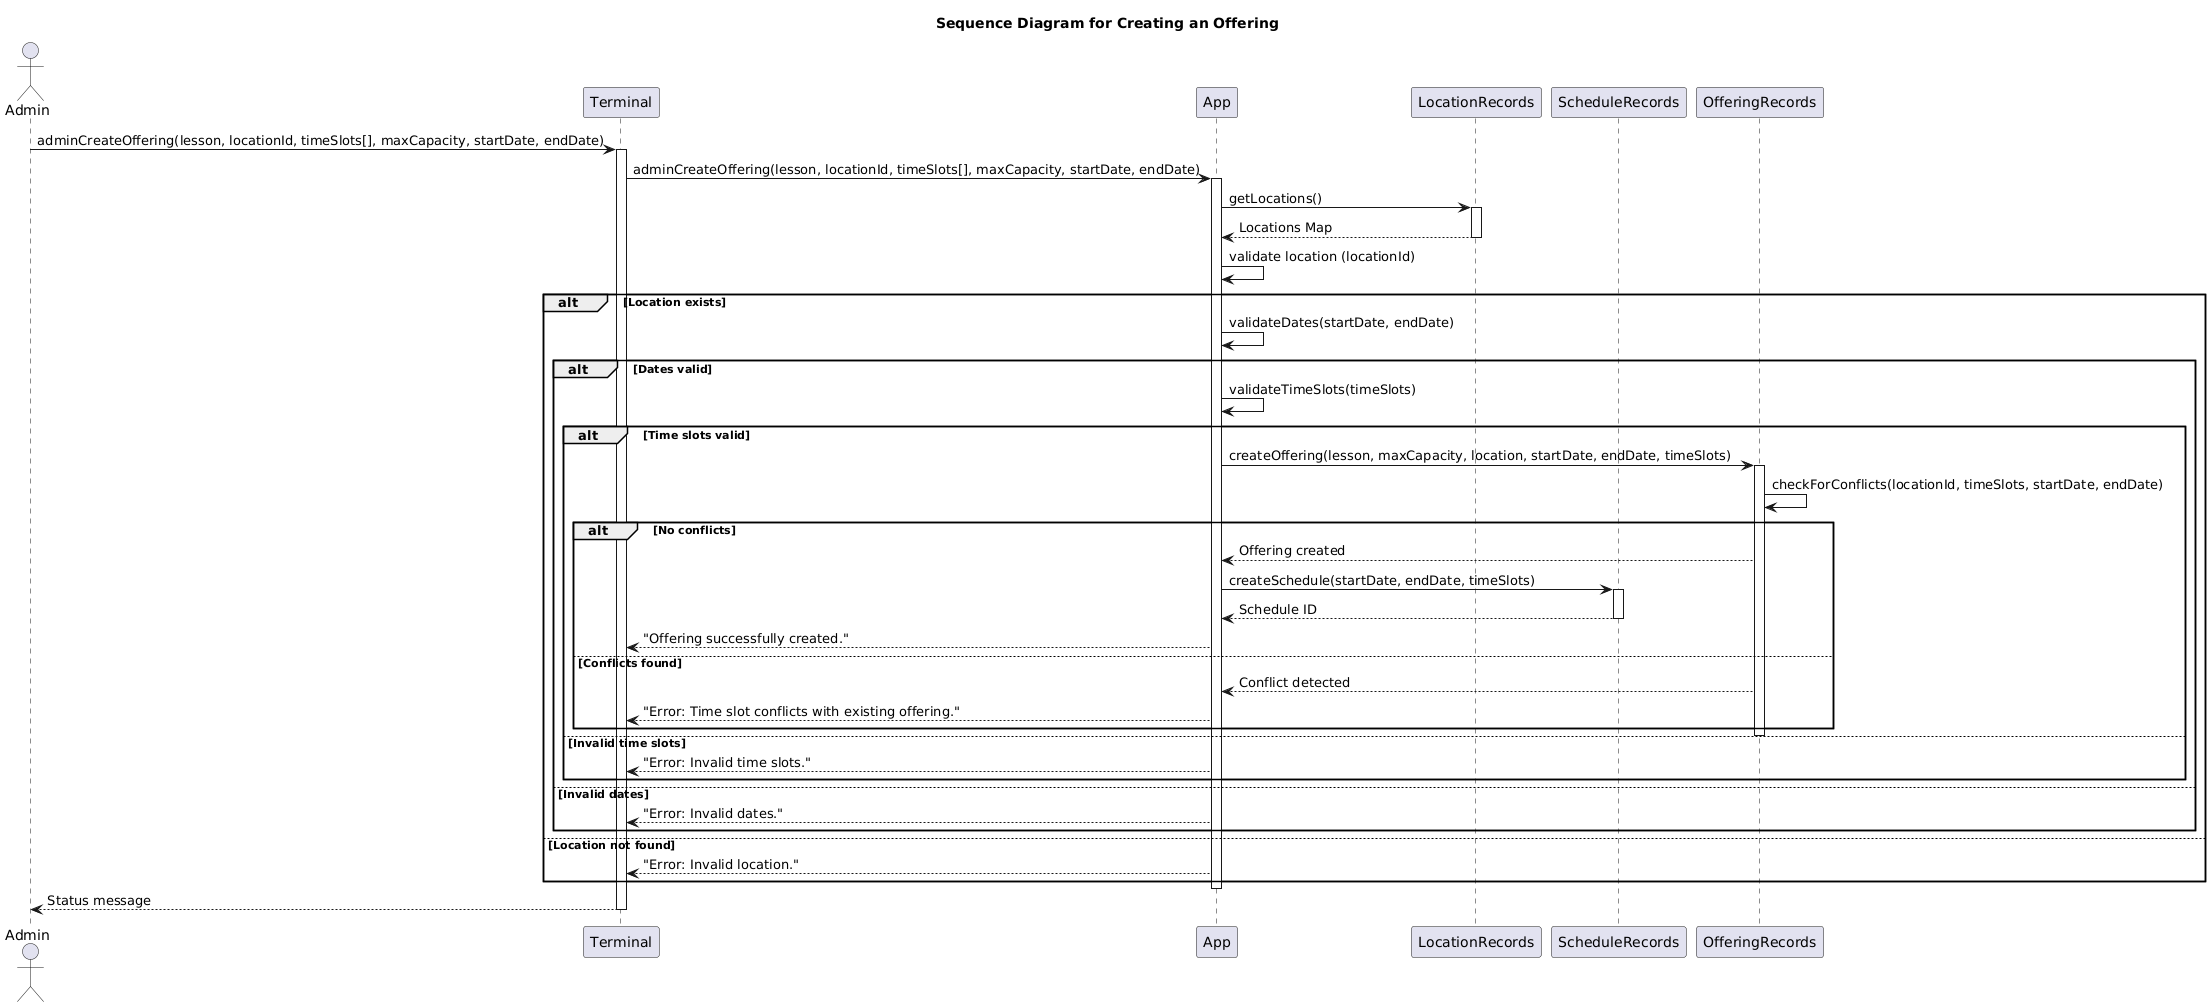 Sequence Diagram for Creating an Offering
Admin
Terminal
App
LocationRecords
ScheduleRecords
OfferingRecords
adminCreateOffering(lesson, locationId, timeSlots[], maxCapacity, startDate, endDate)
adminCreateOffering(lesson, locationId, timeSlots[], maxCapacity, startDate, endDate)
getLocations()
Locations Map
validate location (locationId)
alt [Location exists]
validateDates(startDate, endDate)
alt [Dates valid]
validateTimeSlots(timeSlots)
alt [Time slots valid]
createOffering(lesson, maxCapacity, location, startDate, endDate, timeSlots)
checkForConflicts(locationId, timeSlots, startDate, endDate)
alt [No conflicts]
Offering created
createSchedule(startDate, endDate, timeSlots)
Schedule ID
"Offering successfully created."
[Conflicts found]
Conflict detected
"Error: Time slot conflicts with existing offering."
[Invalid time slots]
"Error: Invalid time slots."
[Invalid dates]
"Error: Invalid dates."
[Location not found]
"Error: Invalid location."
Status message
Admin
Terminal
App
LocationRecords
ScheduleRecords
OfferingRecords